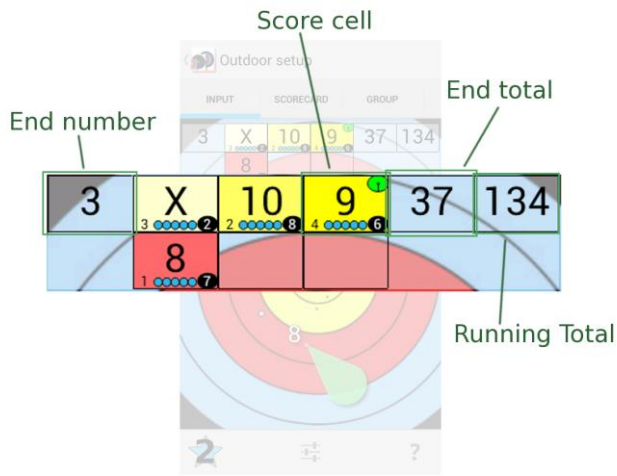 Score cell
Outdoor setup
End total
INPUT SCORECARD GROUP
End number
3 X 10 9 37 134
8
3 X 10 9 37 134
3 2 2 8 4 6
8
1 7
8
Running Total
2 ?